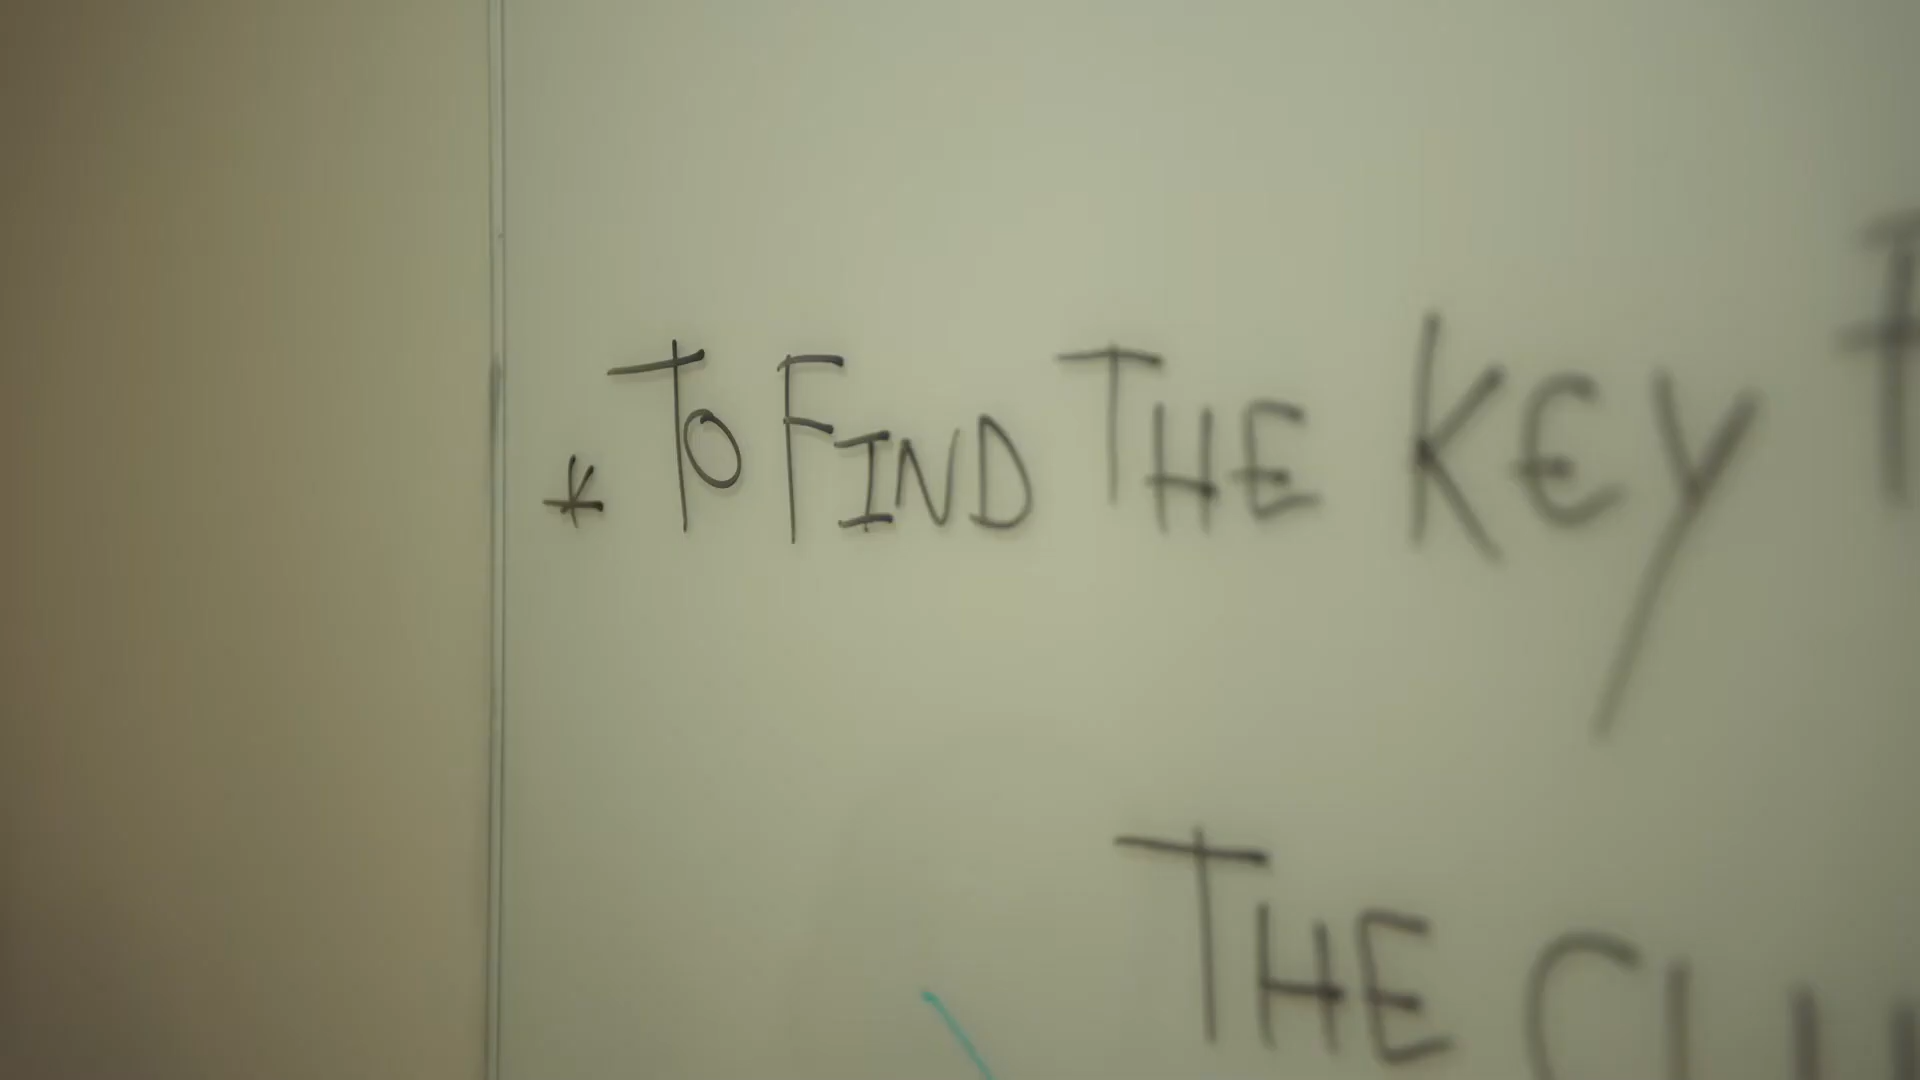 * TO FIND THE KEY
THE